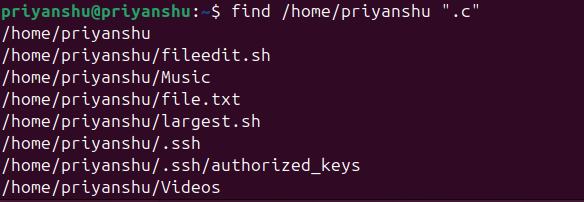 priyanshu@priyanshu:~$ find /home/priyanshu ".c"
/home/priyanshu
/home/priyanshu/fileedit.sh
/home/priyanshu/Music
/home/priyanshu/file.txt
/home/priyanshu/largest.sh
/home/priyanshu/.ssh
/home/priyanshu/.ssh/authorized_keys
/home/priyanshu/Videos